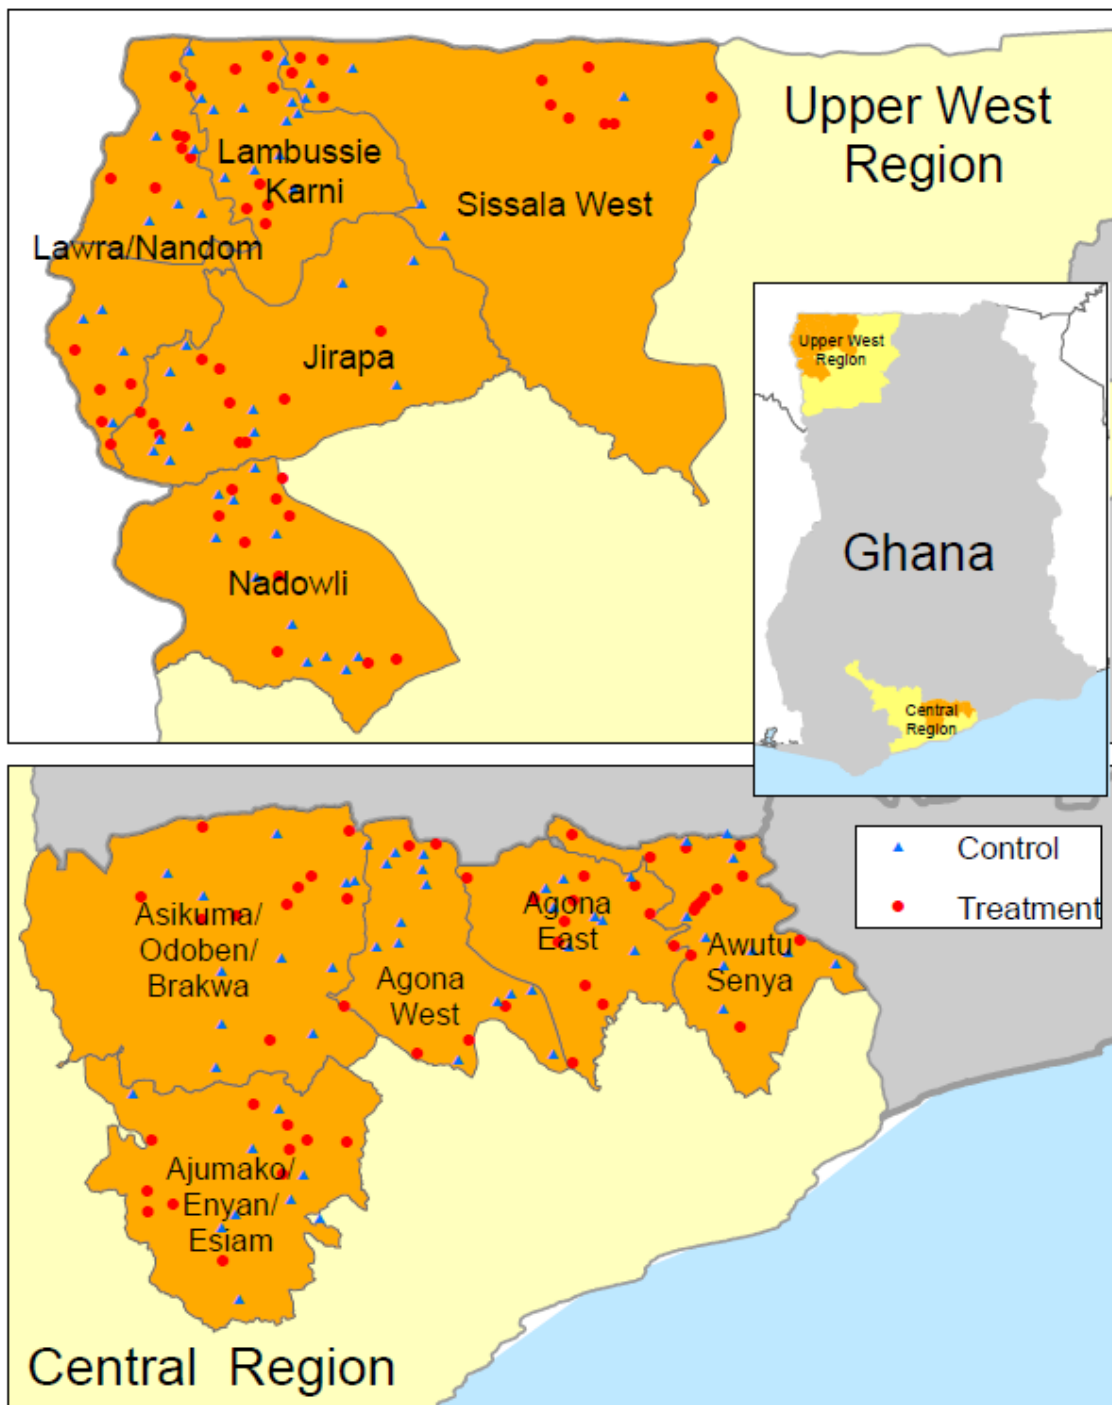 Upper West
Region
Lambussie
Karni
Sissala West
Lawra/Nandom
Jirapa
Nadowli
Upper West
Region
Ghana
Central
Region
Control
Treatment
Asikuma/
Odoben/
Brakwa
Agona
West
Agona
East
Awutu
Senya
Ajumako/
Enyan/
Esiam
Central Region